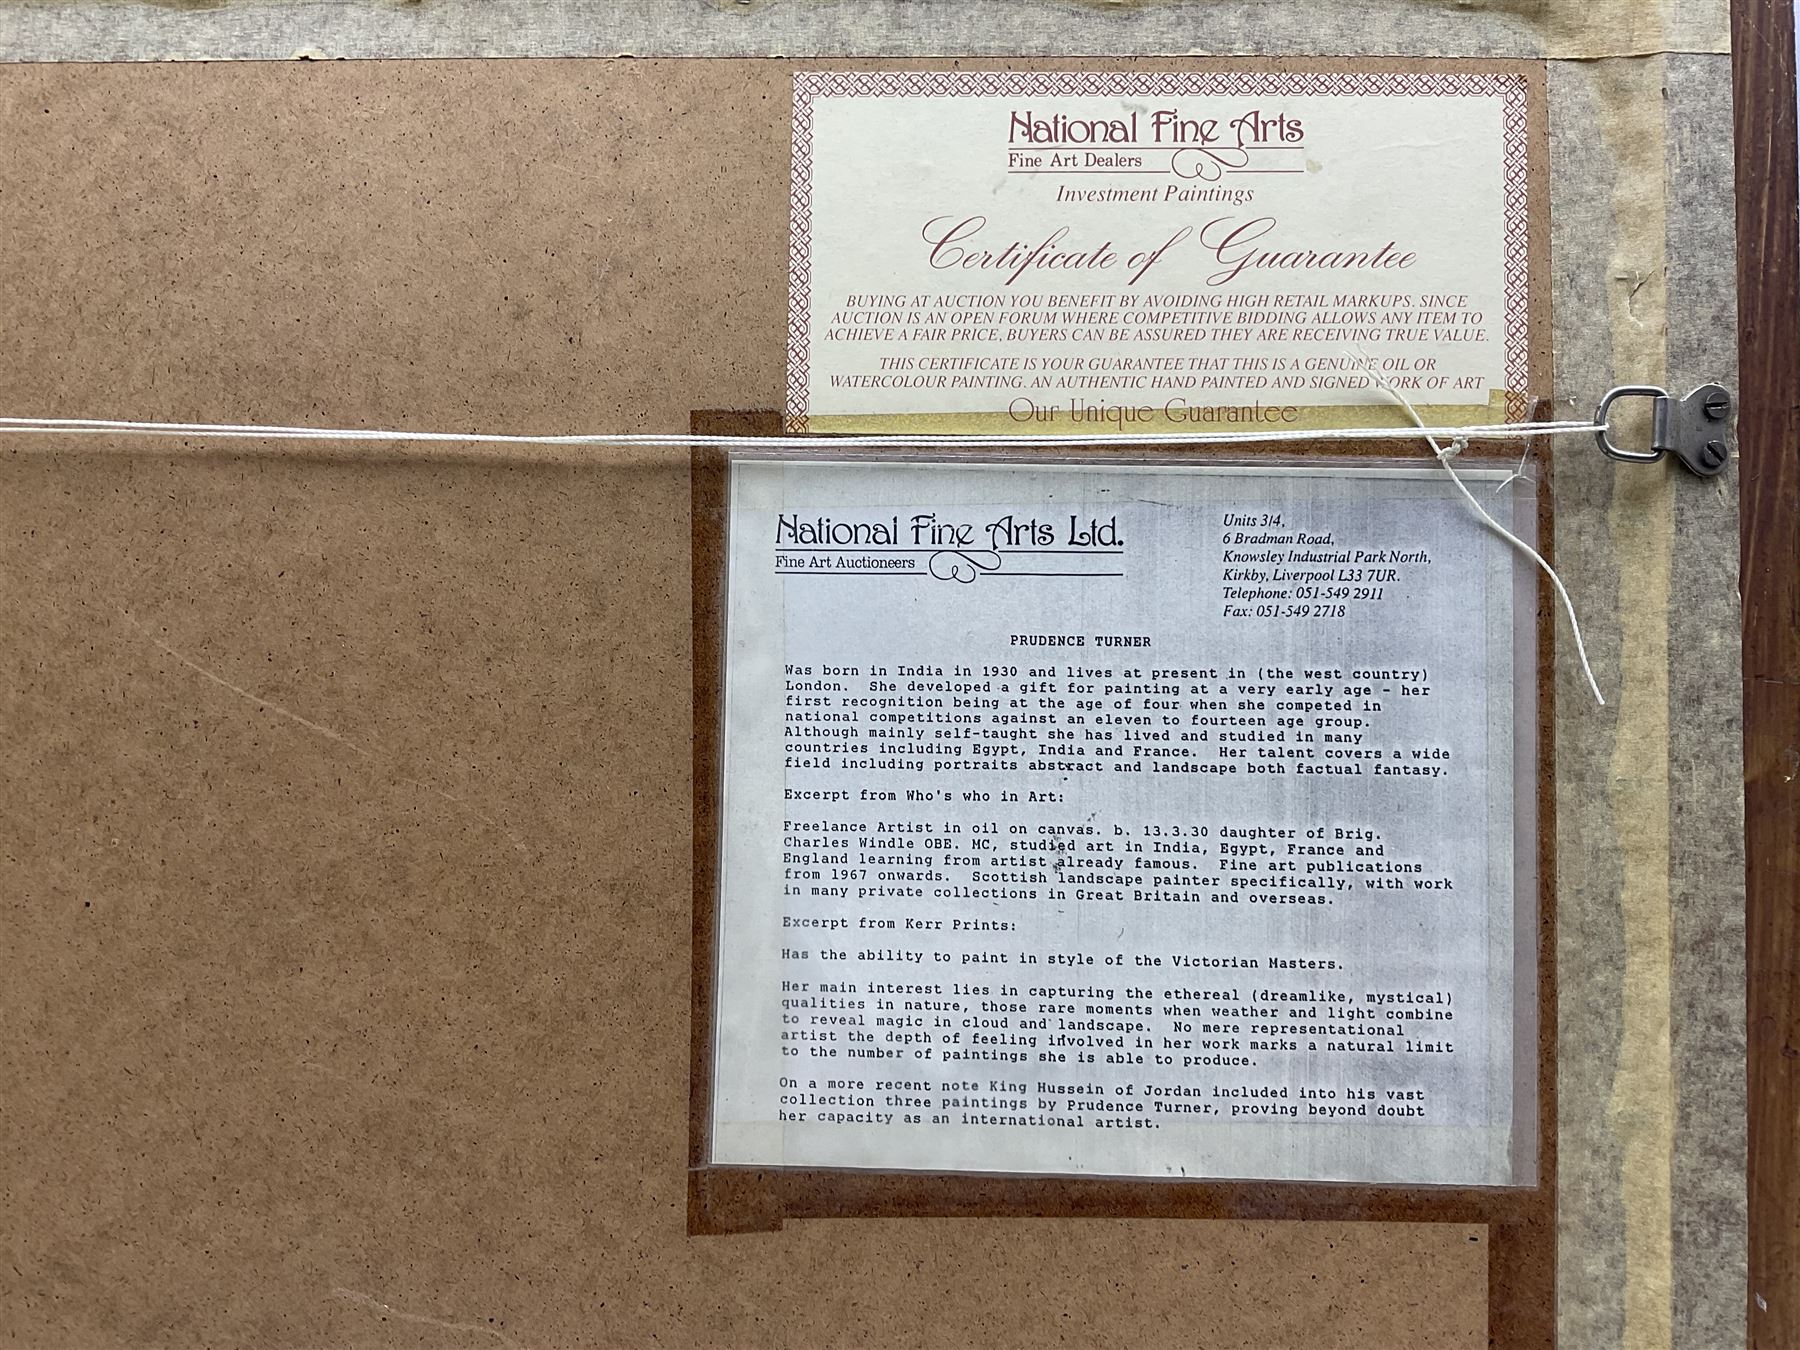 National Fine Arts
Fine Art Dealers
Investment Paintings
Certificate of Guarantee
BUYING AT AUCTION YOU BENEFIT BY AVOIDING HIGH RETAIL MARKUPS. SINCE
AUCTION IS AN OPEN FORUM WHERE COMPETITIVE BIDDING ALLOWS ANY ITEM TO
ACHIEVE A FAIR PRICE, BUYERS CAN BE ASSURED THEY ARE RECEIVING TRUE VALUE.
THIS CERTIFICATE IS YOUR GUARANTEE THAT THIS IS A GENUINE OIL OR
WATERCOLOUR PAINTING. AN AUTHENTIC HAND PAINTED AND SIGNED WORK OF ART
Our Unique Guarantee
National Fine Arts Ltd.
Fine Art Auctioneers
Units 3/4,
6 Bradman Road,
Knowsley Industrial Park North,
Kirkby, Liverpool L33 7UR.
Telephone: 051-549 2911
Fax: 051-549 2718
PRUDENCE TURNER
Was born in India in 1930 and lives at present in (the west country)
London. She developed a gift for painting at a very early age - her
first recognition being at the age of four when she competed in
national competitions against an eleven to fourteen age group.
Although mainly self-taught she has lived and studied in many
countries including Egypt, India and France. Her talent covers a wide
field including portraits abstract and landscape both factual fantasy.
Excerpt from Who's who in Art:
Freelance Artist in oil on canvas. b. 13.3.30 daughter of Brig.
Charles Windle OBE. MC, studied art in India, Egypt, France and
England learning from artist already famous. Fine art publications
from 1967 onwards. Scottish landscape painter specifically, with work
in many private collections in Great Britain and overseas.
Excerpt from Kerr Prints:
Has the ability to paint in style of the Victorian Masters.
Her main interest lies in capturing the ethereal (dreamlike, mystical)
qualities in nature, those rare moments when weather and light combine
to reveal magic in cloud and landscape. No mere representational
artist the depth of feeling involved in her work marks a natural limit
to the number of paintings she is able to produce.
On a more recent note King Hussein of Jordan included into his vast
collection three paintings by Prudence Turner, proving beyond doubt
her capacity as an international artist.